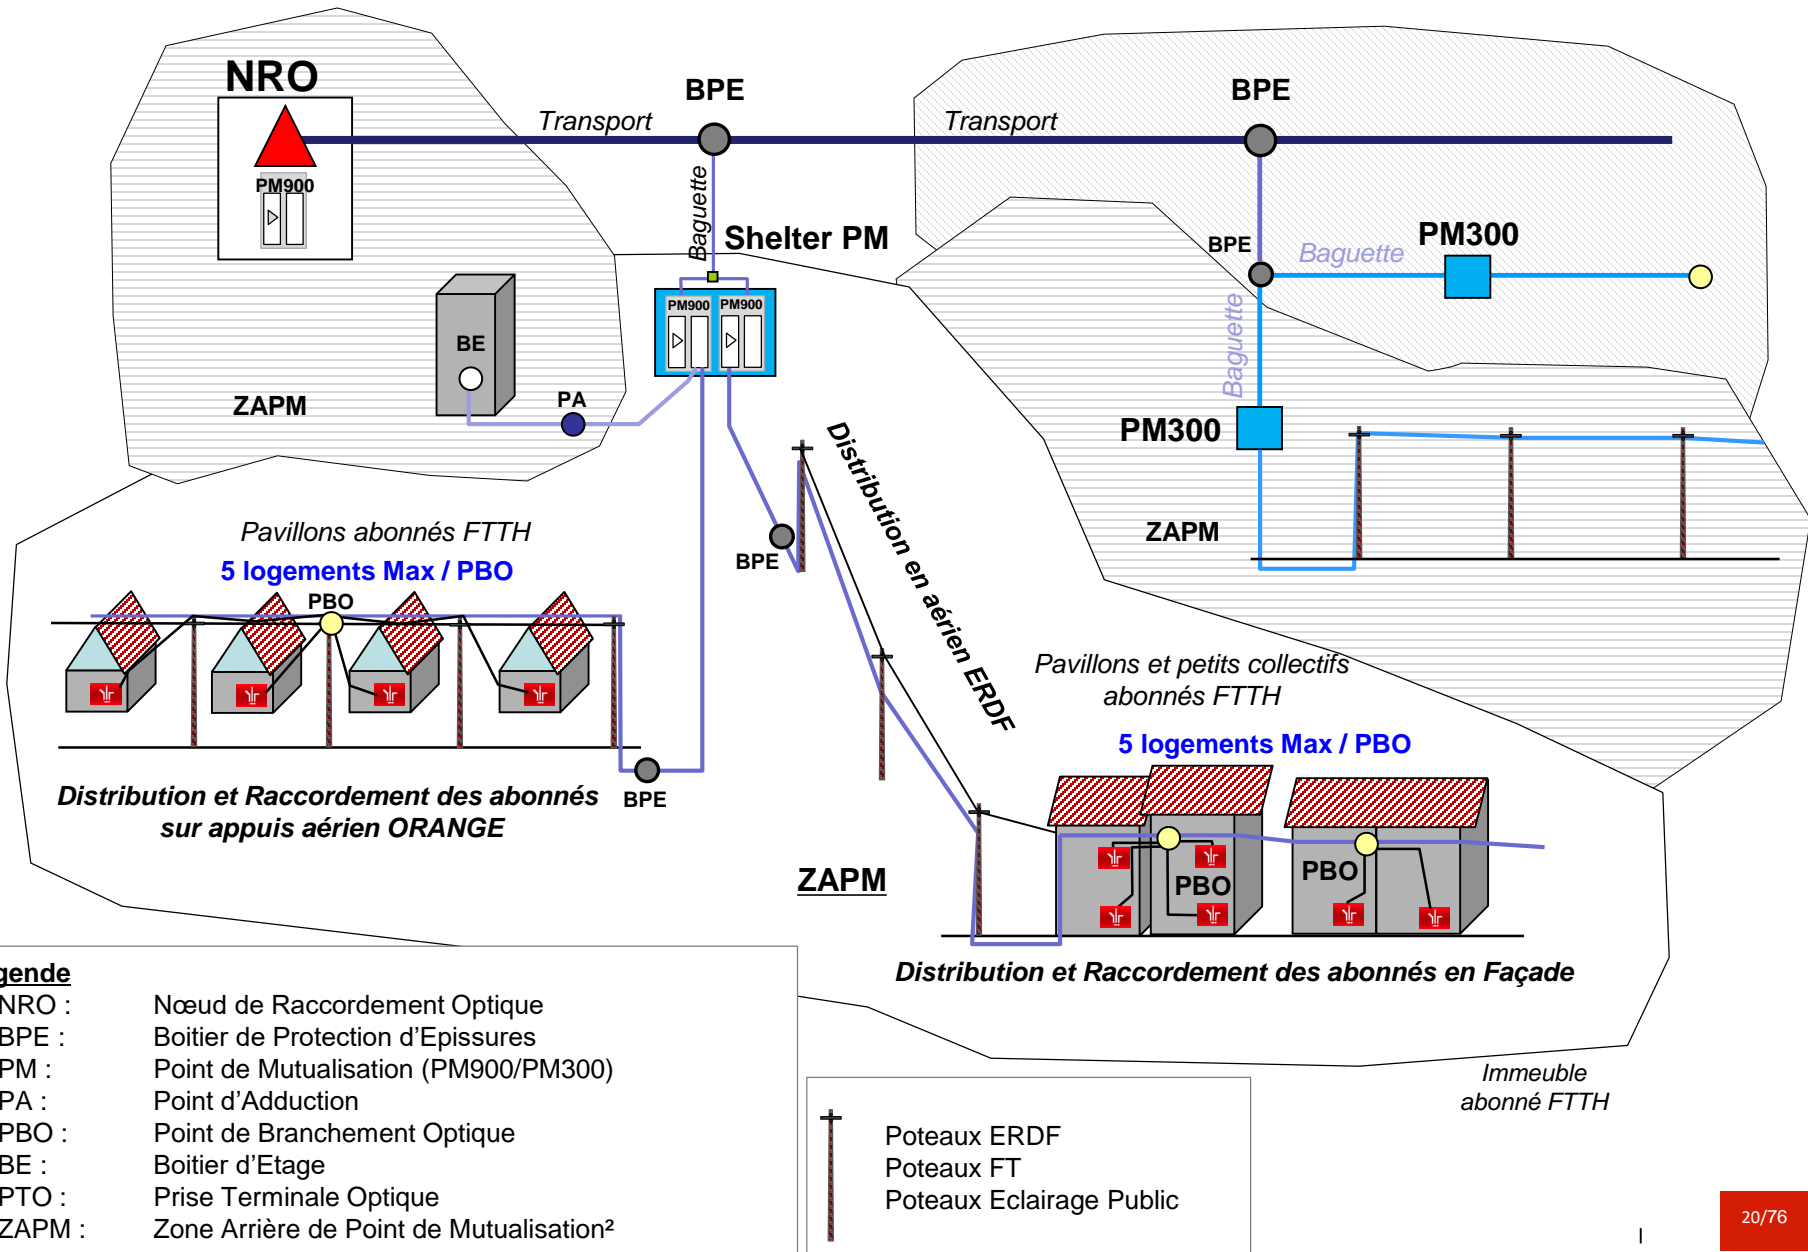 NRO
BPE
BPE
Transport
Transport
PM900
Baguette
Shelter PM
BPE
Baguette
PM300
PM900
PM900
Baguette
BE
ZAPM
PA
PM300
Distribution en aérien ERDF
Pavillons abonnés FTTH
5 logements Max / PBO
PBO
BPE
ZAPM
Pavillons et petits collectifs
abonnés FTTH
5 logements Max / PBO
Distribution et Raccordement des abonnés
sur appuis aérien ORANGE
BPE
ZAPM
PBO
PBO
Distribution et Raccordement des abonnés en Façade
gende
NRO : Nœud de Raccordement Optique
BPE : Boitier de Protection d’Epissures
PM : Point de Mutualisation (PM900/PM300)
PA : Point d’Adduction
PBO : Point de Branchement Optique
BE : Boitier d’Etage
PTO : Prise Terminale Optique
ZAPM : Zone Arrière de Point de Mutualisation²
Immeuble
abonné FTTH
Poteaux ERDF
Poteaux FT
Poteaux Eclairage Public
20/76